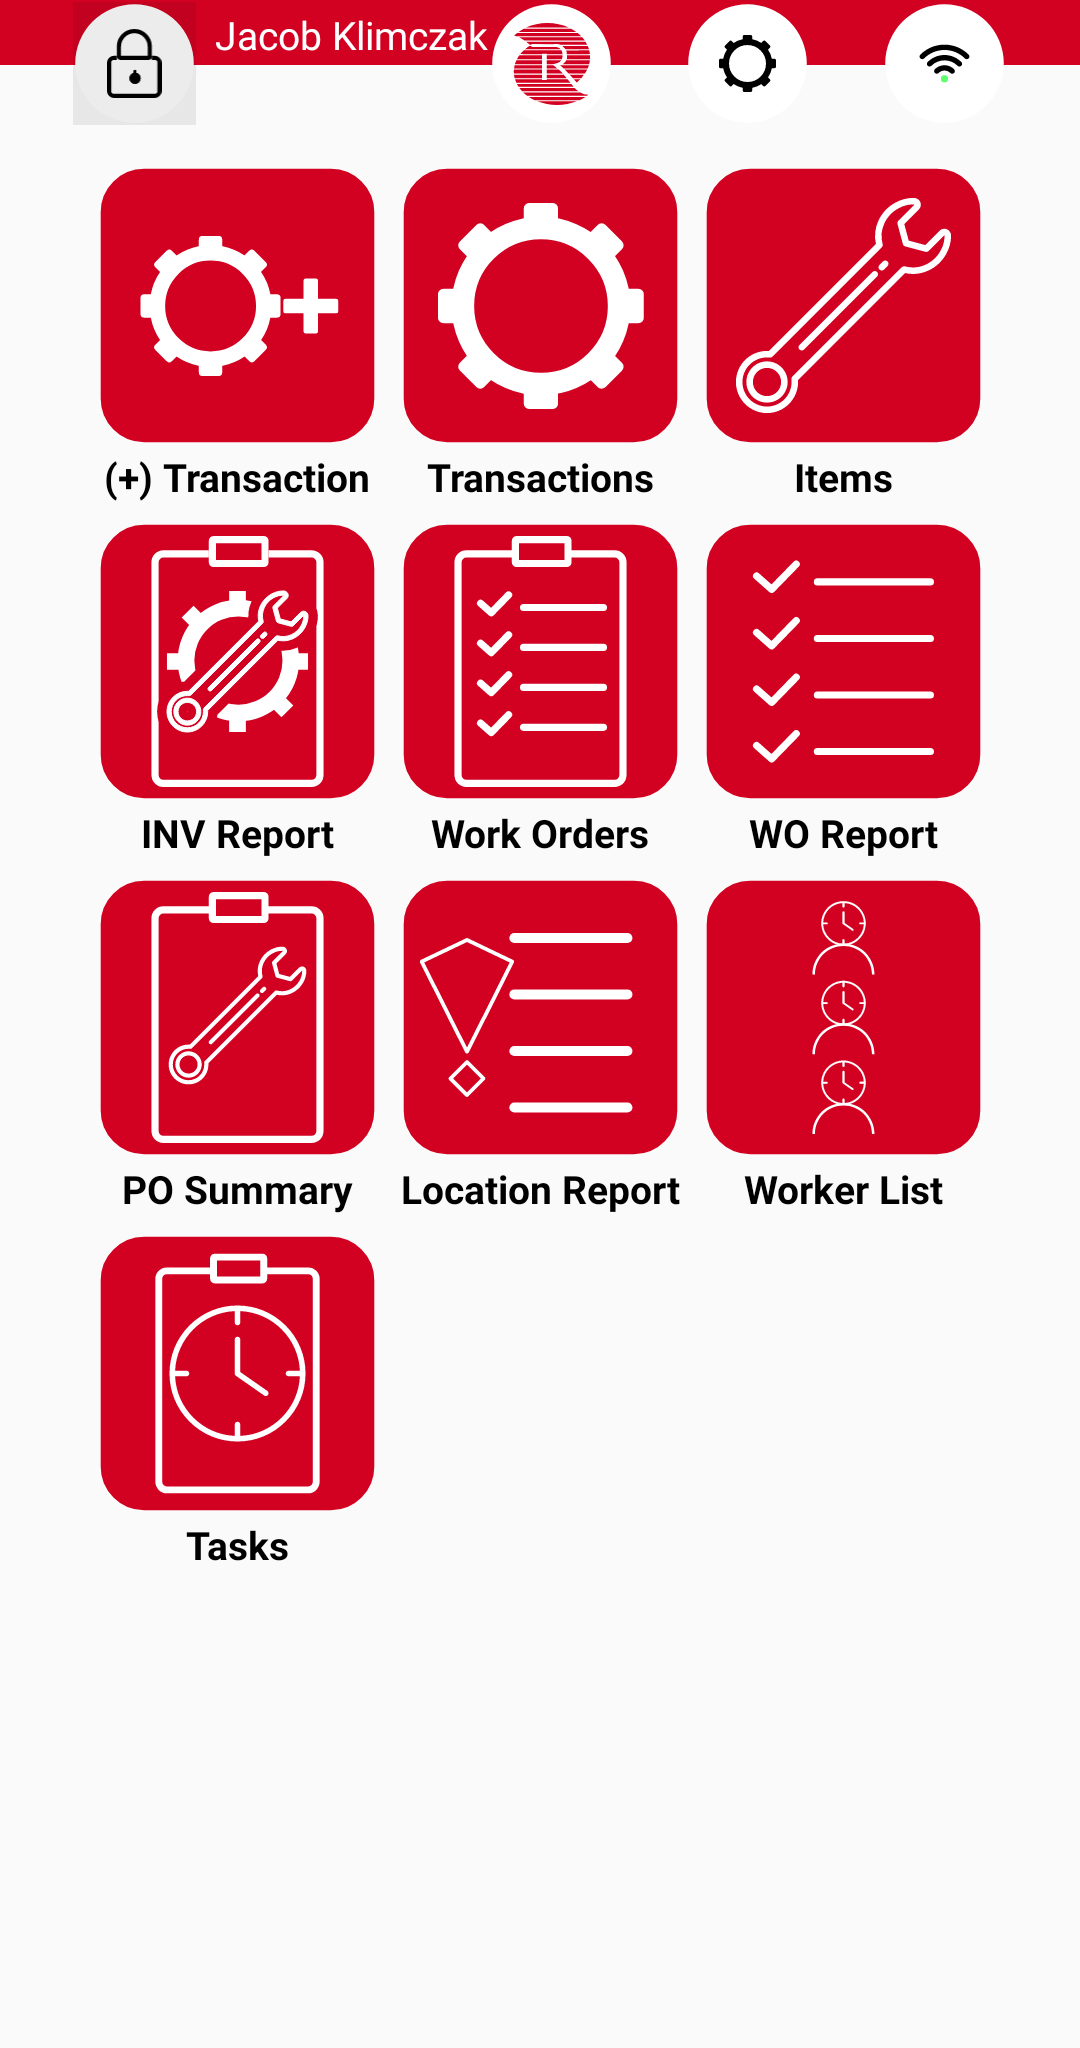 Jacob Klimczak
R
(+) Transaction
Transactions
Items
INV Report
Work Orders
WO Report
PO Summary
Location Report
Worker List
Tasks